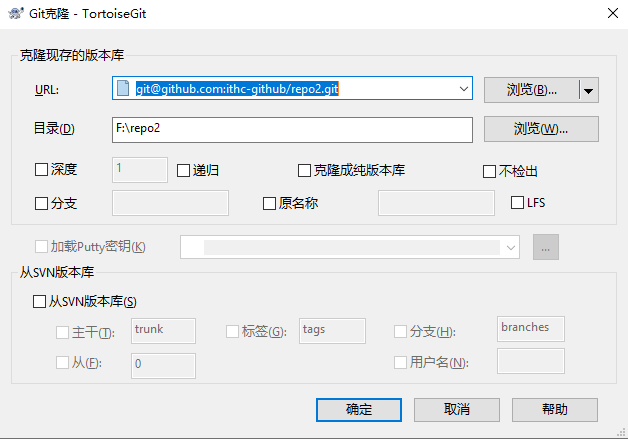 Git克隆 - TortoiseGit
克隆现存的版本库
URL: git@github.com:ithc-github/repo2.git 浏览(B)...
目录(D) F:\repo2 浏览(W)...
深度 1 递归 克隆成纯版本库 不检出
分支 原名称 LFS
加载Putty密钥(K) ...
从SVN版本库
从SVN版本库(S)
主干(T): trunk 标签(G): tags 分支(H): branches
从(F): 0 用户名(N):
确定 取消 帮助